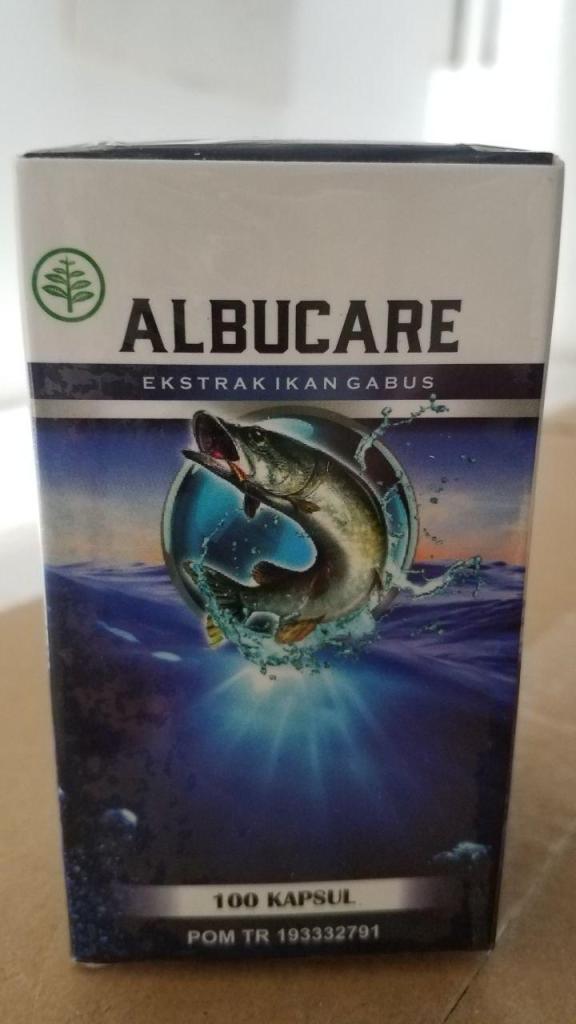 ALBUCARE
EKSTRAK IKAN GABUS
100 KAPSUL
POM TR 193332791